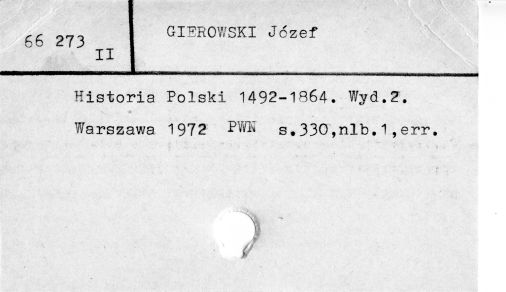 66 273
II
GIEROWSKI Józef
Historia Polski 1492-1864. Wyd.2.
Warszawa 1972 PWN s.330,nlb.1,err.